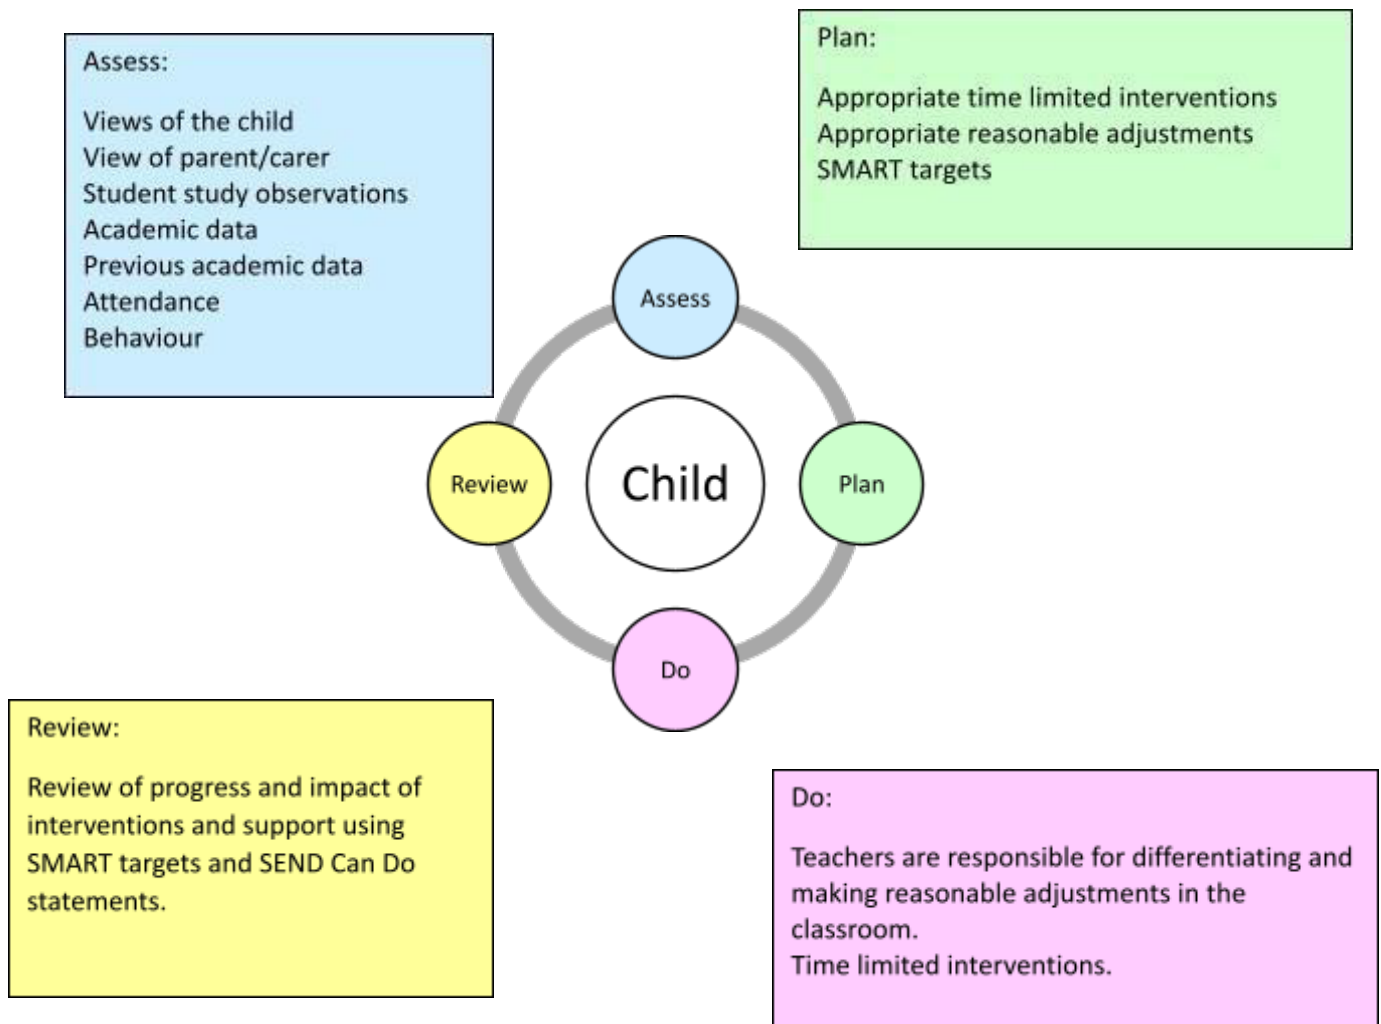 Assess:
Views of the child
View of parent/carer
Student study observations
Academic data
Previous academic data
Attendance
Behaviour
Plan:
Appropriate time limited interventions
Appropriate reasonable adjustments
SMART targets
Assess
Review
Child
Plan
Do
Review:
Review of progress and impact of
interventions and support using
SMART targets and SEND Can Do
statements.
Do:
Teachers are responsible for differentiating and
making reasonable adjustments in the
classroom.
Time limited interventions.